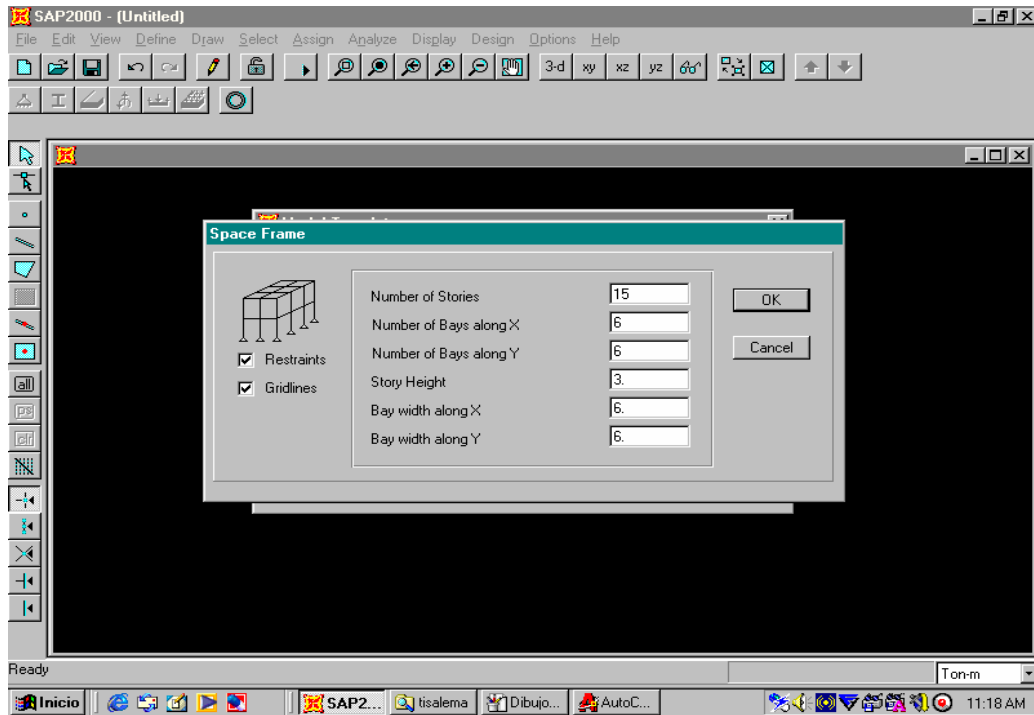 SAP2000 - (Untitled)
File Edit View Define Draw Select Assign Analyze Display Design Options Help
3-d xy xz yz
Space Frame
Number of Stories 15
Number of Bays along X 6
Number of Bays along Y 6
Story Height 3.
Bay width along X 6.
Bay width along Y 6.
Restraints
Gridlines
OK
Cancel
all
ps
clr
Ready
Ton-m
Inicio SAP2... tisalema Dibujo... AutoC... 11:18 AM